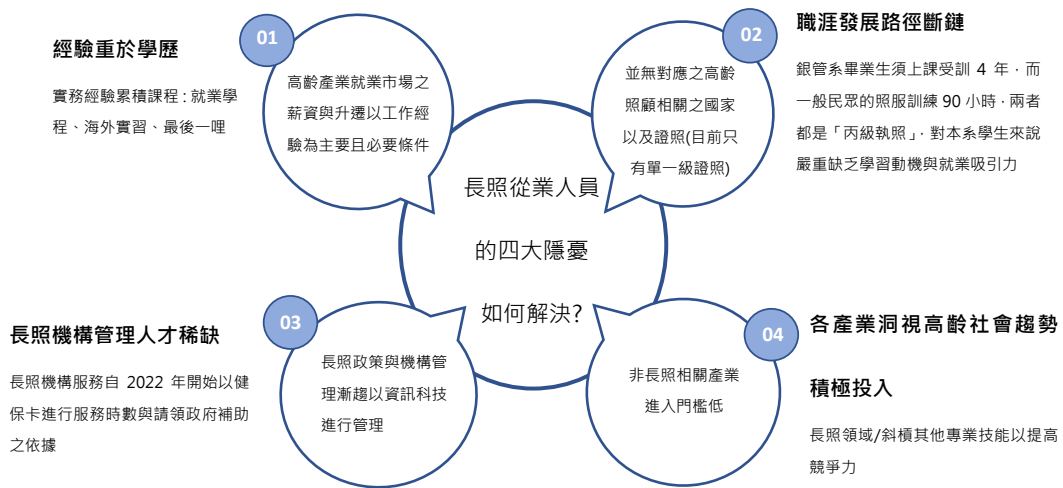 經驗重於學歷
實務經驗累積課程:就業學
程、海外實習、最後一哩
01
高齡產業就業市場之
薪資與升遷以工作經
驗為主要且必要條件
02
並無對應之高齡
照顧相關之國家
以及證照(目前只
有單一級證照)
職涯發展路徑斷鏈
銀管系畢業生須上課受訓 4 年，而
一般民眾的照服訓練 90 小時，兩者
都是「丙級執照」，對本系學生來說
嚴重缺乏學習動機與就業吸引力
長照從業人員
的四大隱憂
如何解決?
長照機構管理人才稀缺
長照機構服務自 2022 年開始以健
保卡進行服務時數與請領政府補助
之依據
03
長照政策與機構管
理漸趨以資訊科技
進行管理
04
非長照相關產業
進入門檻低
各產業洞視高齡社會趨勢
積極投入
長照領域/斜槓其他專業技能以提高
競爭力